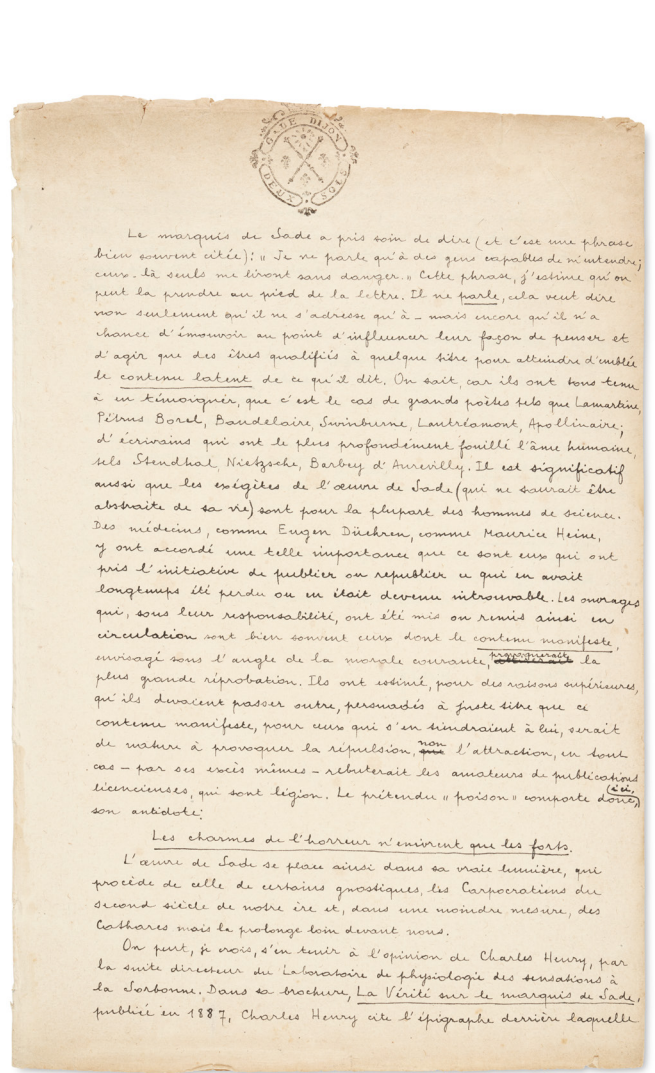 GALE DIJON
DEUX SOLS
Le marquis de Sade a pris soin de dire (et c'est une phrase
bien souvent citée): "Je ne parle qu'à des gens capables de m'entendre;
ceux-là seuls me liront sans danger." Cette phrase, j'estime qu'on
peut la prendre au pied de la lettre. Il ne parle, cela veut dire
non seulement qu'il ne s'adresse qu'à - mais encore qu'il n'a
chance d'émouvoir au point d'influencer leur façon de penser et
d'agir que des êtres qualifiés à quelque titre pour atteindre d'emblée
le contenu latent de ce qu'il dit. On sait, car ils ont tous tenu
à en témoigner, que c'est le cas de grands poètes tels que Lamartine,
Pétrus Borel, Baudelaire, Swinburne, Lautréamont, Apollinaire;
d'écrivains qui ont le plus profondément fouillé l'âme humaine,
tels Stendhal, Nietzsche, Barbey d'Aurevilly. Il est significatif
aussi que les exégètes de l'œuvre de Sade (qui ne saurait être
abstraite de sa vie) sont pour la plupart des hommes de science.
Des médecins, comme Eugen Düehren, comme Maurice Heine,
y ont accordé une telle importance que ce sont eux qui ont
pris l'initiative de publier ou republier ce qui en avait
longtemps été perdu ou en était devenu introuvable. Les ouvrages
qui, sous leur responsabilité, ont été mis ou remis ainsi en
circulation sont bien souvent ceux dont le contenu manifeste,
envisagé sous l'angle de la morale courante, provoquerait la
plus grande réprobation. Ils ont estimé, pour des raisons supérieures,
qu'ils devaient passer outre, persuadés à juste titre que ce
contenu manifeste, pour ceux qui s'en tiendraient à lui, serait
de nature à provoquer la répulsion, non l'attraction, en tout
cas - par ses excès mêmes - rebuterait les amateurs de publications
licencieuses, qui sont légion. Le prétendu "poison" comporte donc, (ici,)
son antidote:
Les charmes de l'horreur n'enivrent que les forts.
L'œuvre de Sade se place ainsi dans sa vraie lumière, qui
procède de celle de certains gnostiques, les Carpocratiens du
second siècle de notre ère et, dans une moindre mesure, des
Cathares mais la prolonge loin devant nous.
On peut, je crois, s'en tenir à l'opinion de Charles Henry, par
la suite directeur du Laboratoire de physiologie des sensations à
la Sorbonne. Dans sa brochure, La Vérité sur le marquis de Sade,
publiée en 1887, Charles Henry cite l'épigraphe derrière laquelle